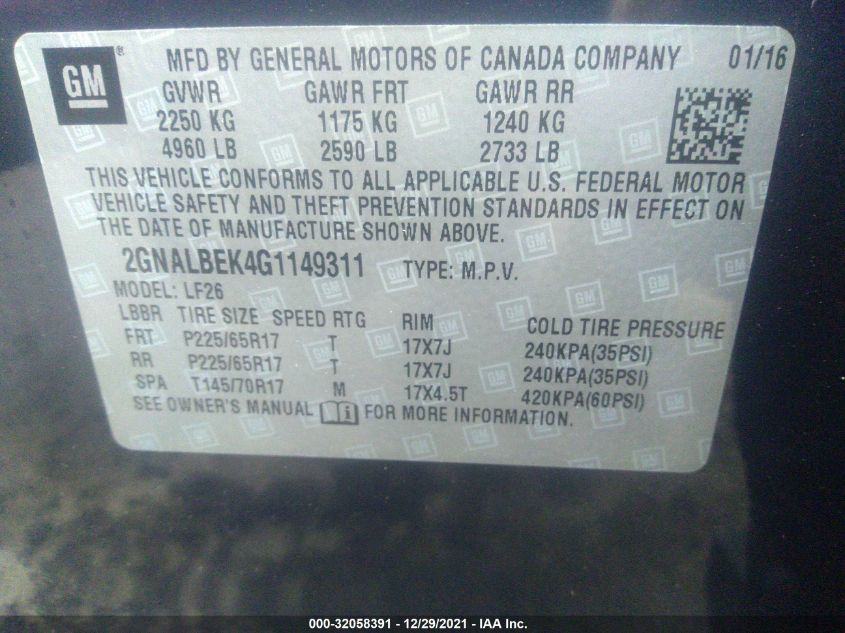 GM ® MFD BY GENERAL MOTORS OF CANADA COMPANY 01/16
GVWR GAWR FRT GAWR RR
2250 KG 1175 KG 1240 KG
4960 LB 2590 LB 2733 LB
THIS VEHICLE CONFORMS TO ALL APPLICABLE U.S. FEDERAL MOTOR
VEHICLE SAFETY AND THEFT PREVENTION STANDARDS IN EFFECT ON
THE DATE OF MANUFACTURE SHOWN ABOVE.
2GNALBEK4G1149311 TYPE: M.P.V.
MODEL: LF26
LBBR TIRE SIZE SPEED RTG RIM COLD TIRE PRESSURE
FRT P225/65R17 T 17X7J 240KPA(35PSI)
RR P225/65R17 T 17X7J 240KPA(35PSI)
SPA T145/70R17 M 17X4.5T 420KPA(60PSI)
SEE OWNER'S MANUAL i FOR MORE INFORMATION.
000-32058391 - 12/29/2021 - IAA Inc.